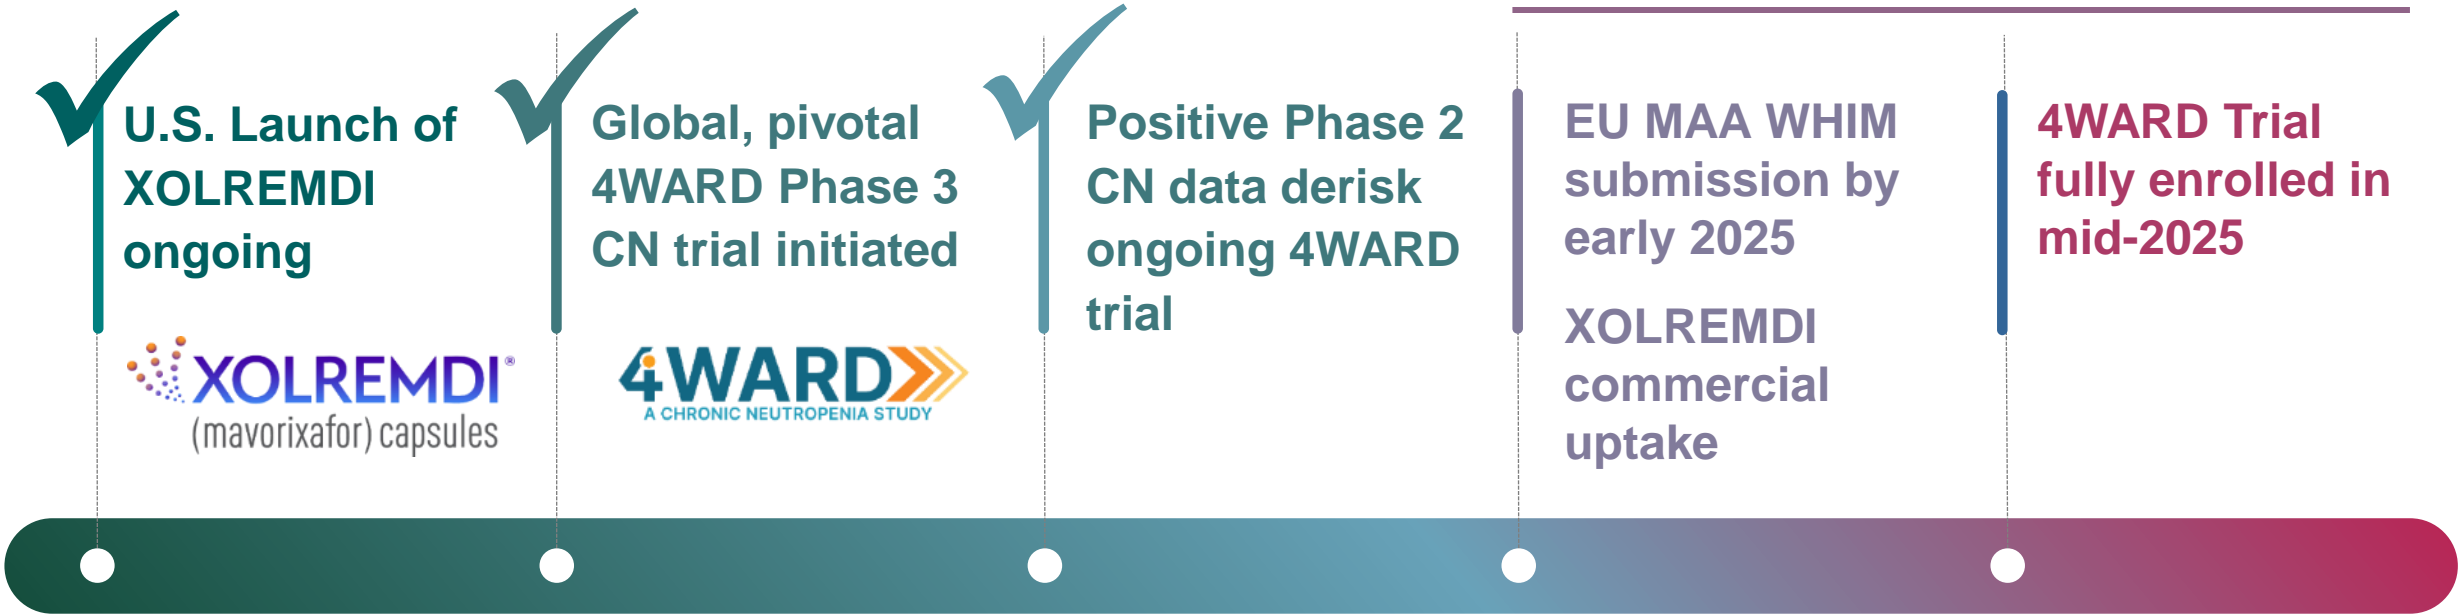 U.S. Launch of
XOLREMDI
ongoing
XOLREMDI®
(mavorixafor) capsules
Global, pivotal
4WARD Phase 3
CN trial initiated
4WARD
A CHRONIC NEUTROPENIA STUDY
Positive Phase 2
CN data derisk
ongoing 4WARD
trial
EU MAA WHIM
submission by
early 2025
XOLREMDI
commercial
uptake
4WARD Trial
fully enrolled in
mid-2025